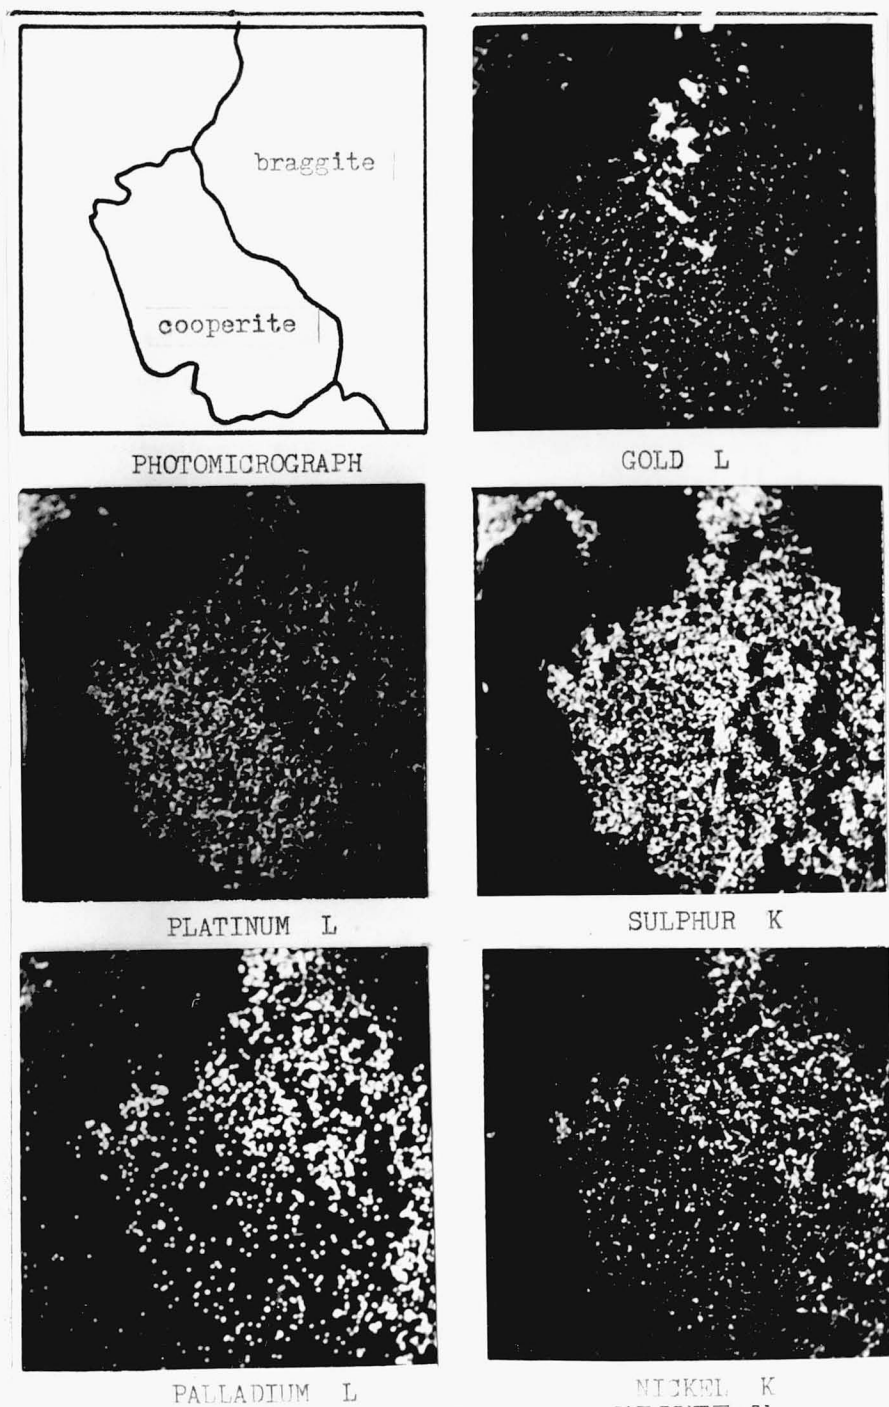 braggite
cooperite
PHOTOMICROGRAPH
GOLD L
PLATINUM L
SULPHUR K
PALLADIUM L
NICKEL K